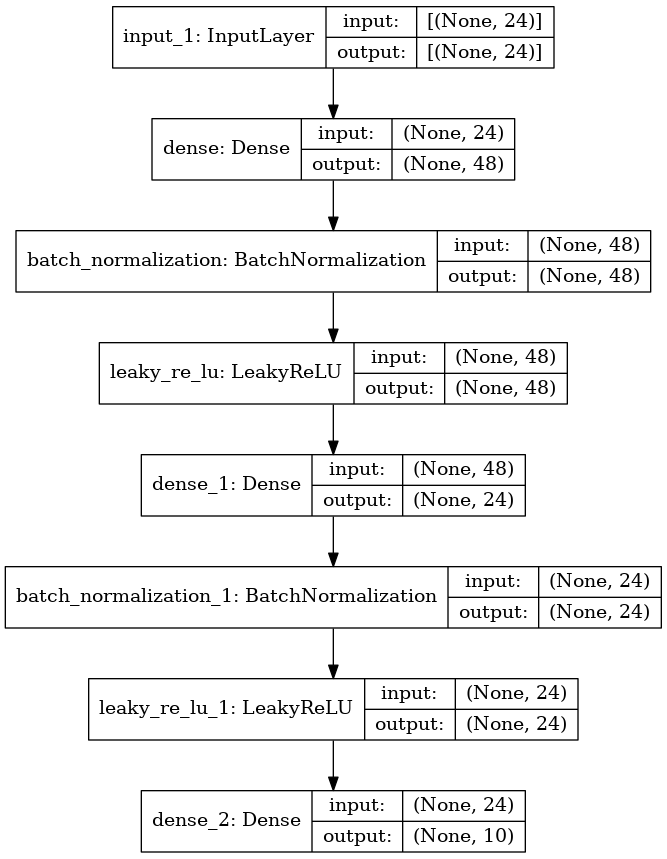 input_1: InputLayer
input:
[(None, 24)]
output:
[(None, 24)]
dense: Dense
input:
(None, 24)
output:
(None, 48)
batch_normalization: BatchNormalization
input:
(None, 48)
output:
(None, 48)
leaky_re_lu: LeakyReLU
input:
(None, 48)
output:
(None, 48)
dense_1: Dense
input:
(None, 48)
output:
(None, 24)
batch_normalization_1: BatchNormalization
input:
(None, 24)
output:
(None, 24)
leaky_re_lu_1: LeakyReLU
input:
(None, 24)
output:
(None, 24)
dense_2: Dense
input:
(None, 24)
output:
(None, 10)